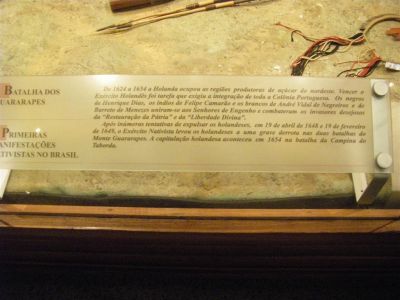 BATALHA DOS
GUARARAPES
PRIMEIRAS
MANIFESTAÇÕES
NATIVISTAS NO BRASIL
De 1624 a 1654 a Holanda ocupou as regiões produtoras de açúcar do nordeste. Vencer o
Exército Holandês foi tarefa que exigiu a integração de toda a Colônia Portuguesa. Os negros
de Henrique Dias, os índios de Felipe Camarão e os brancos de André Vidal de Negreiros e de
Barreto de Menezes uniram-se aos Senhores de Engenho e combateram os invasores desejosos
da "Restauração da Pátria" e da "Liberdade Divina".
Após inúmeras tentativas de expulsar os holandeses, em 19 de abril de 1648 e 19 de fevereiro
de 1649, o Exército Nativista levou os holandeses a uma grave derrota nas duas batalhas do
Monte Guararapes. A capitulação holandesa aconteceu em 1654 na batalha da Campina do
Taborda.